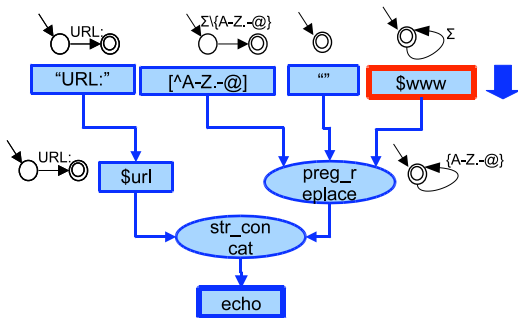 URL:
Σ\{A-Z.-@}
Σ
“URL:”
[^A-Z.-@]
“”
$www
URL:
$url
preg_r
eplace
{A-Z.-@}
str_con
cat
echo